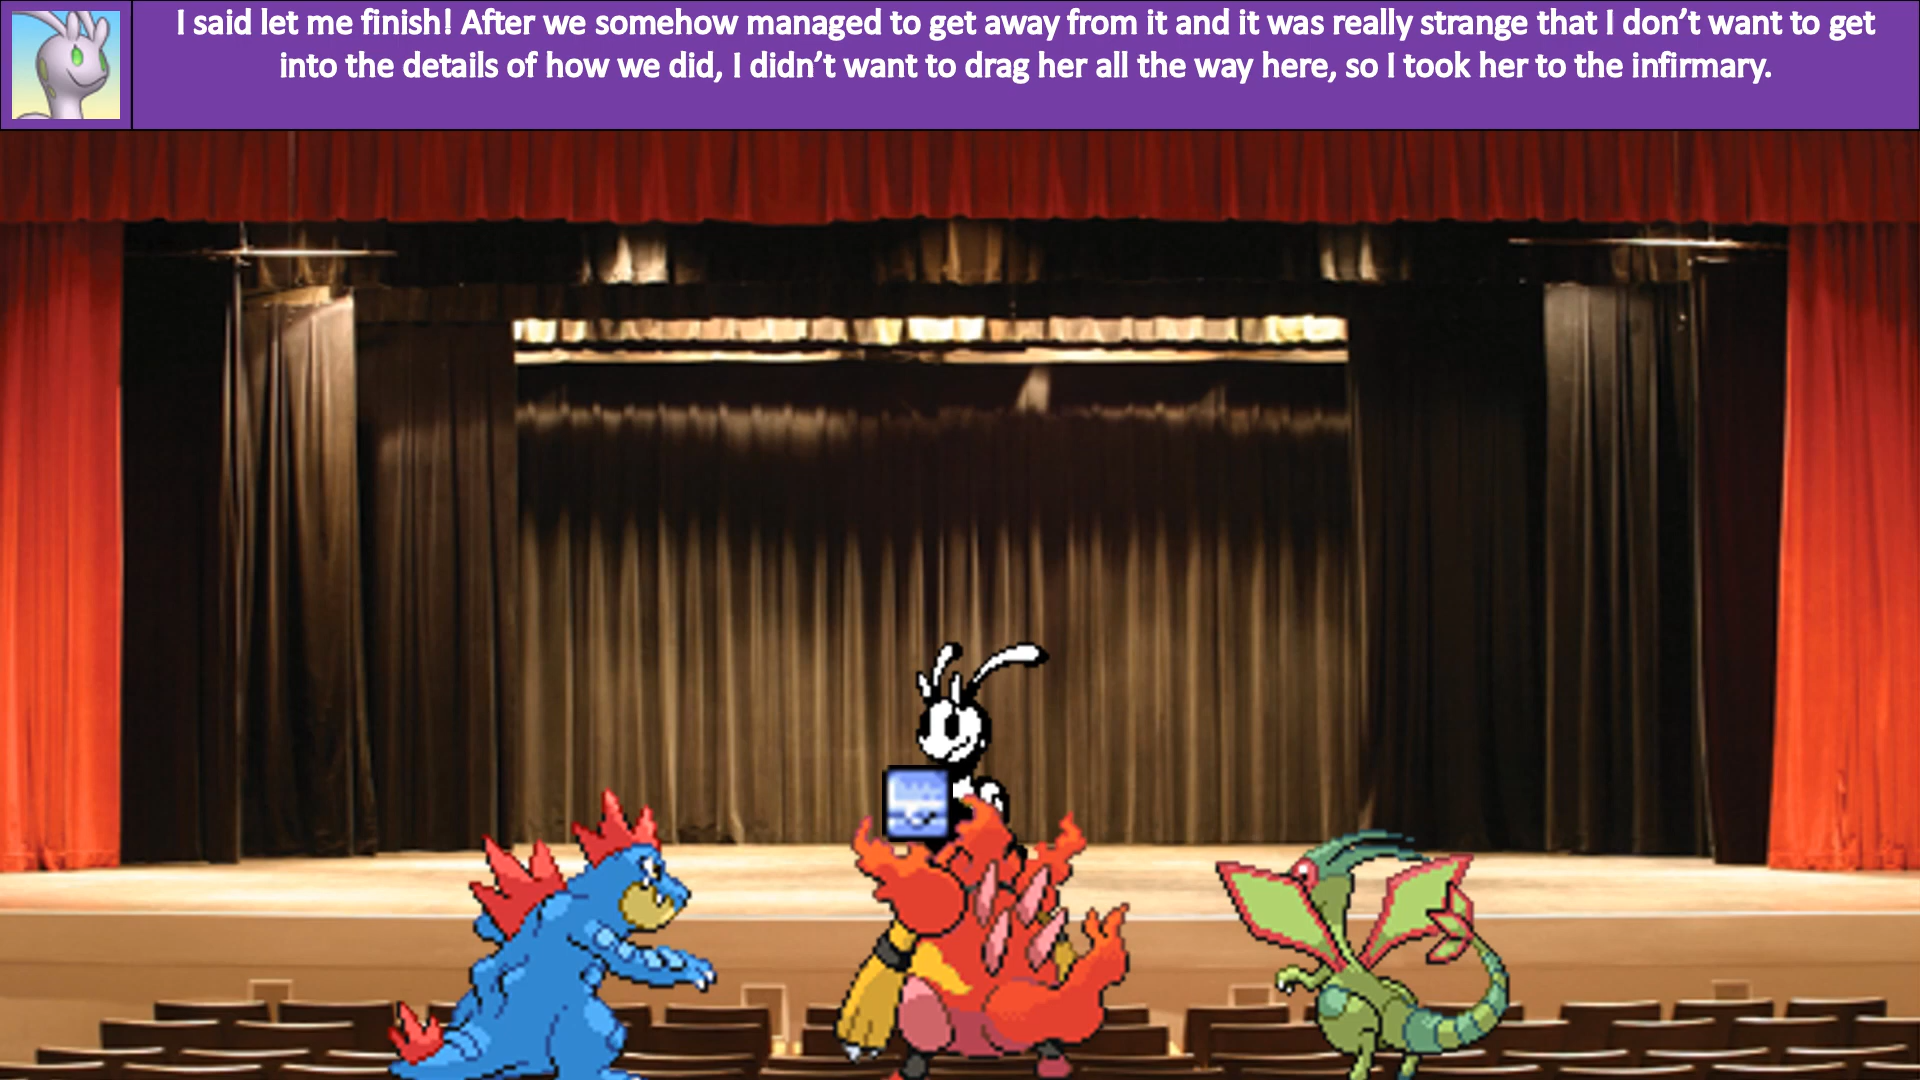 I said let me finish! After we somehow managed to get away from it and it was really strange that I don’t want to get
into the details of how we did, I didn’t want to drag her all the way here, so I took her to the infirmary.